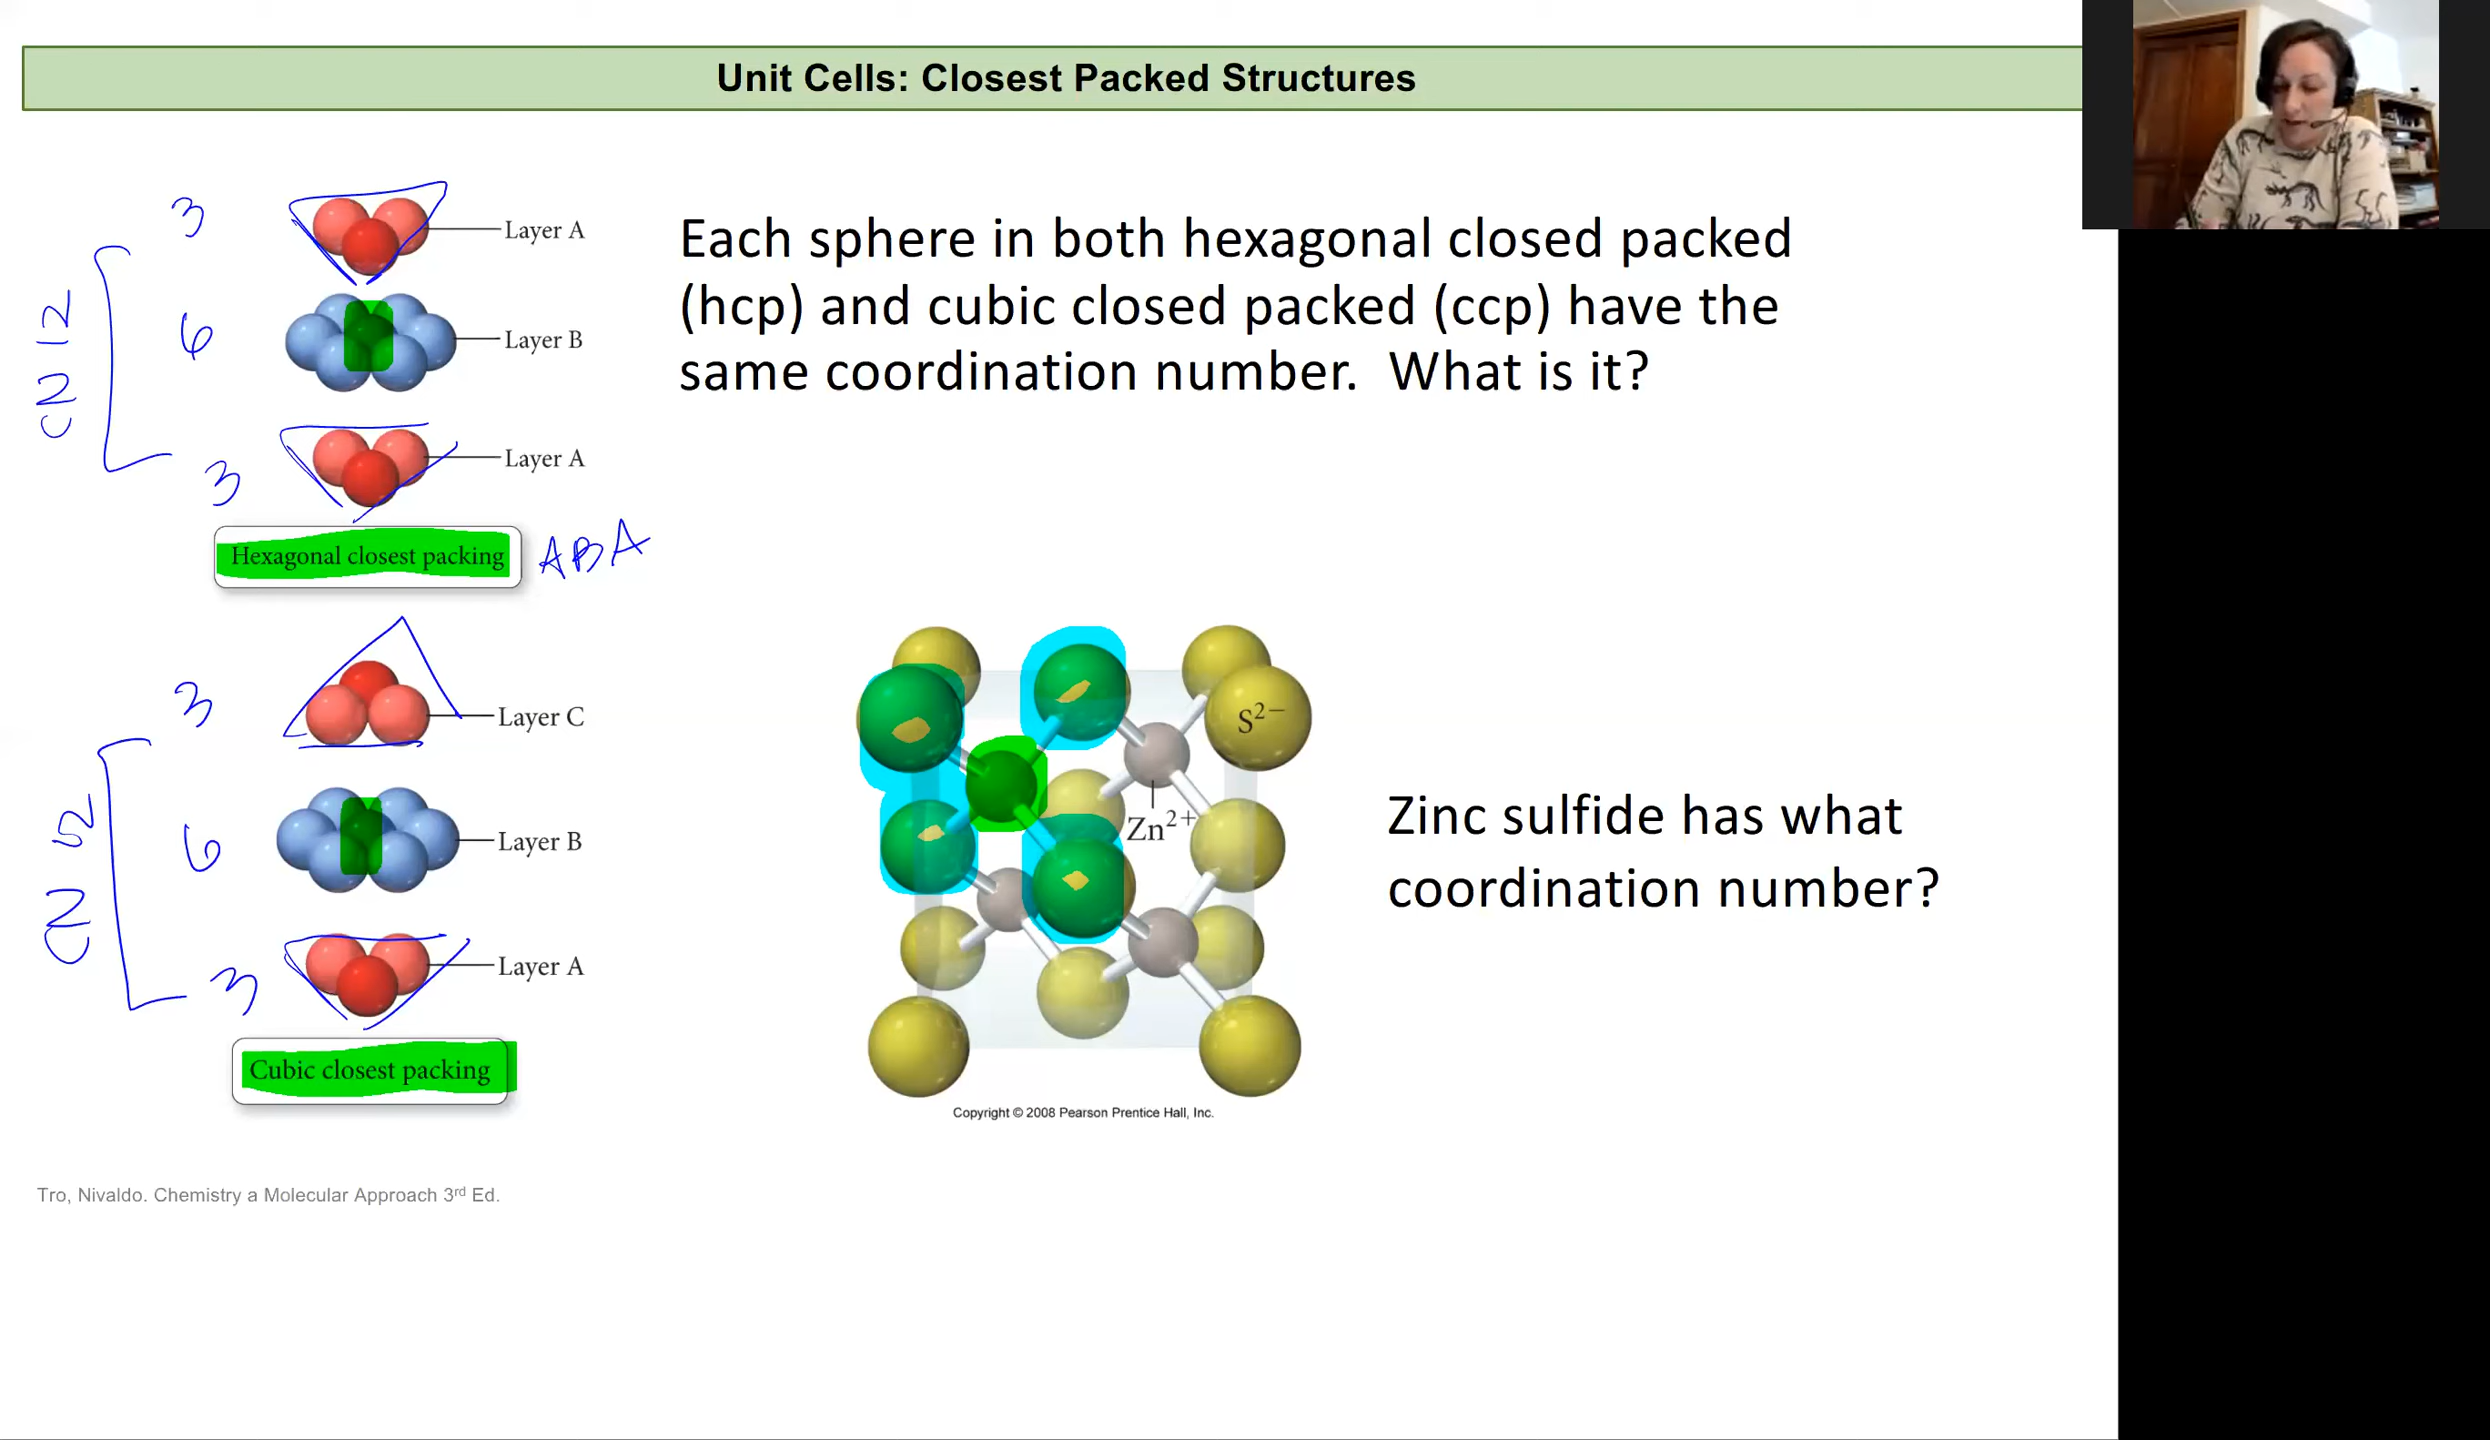 Unit Cells: Closest Packed Structures
3
Layer A
CN 12
6
Layer B
3
Layer A
Hexagonal closest packing
ABA
3
Layer C
CN 12
6
Layer B
3
Layer A
Cubic closest packing
Each sphere in both hexagonal closed packed
(hcp) and cubic closed packed (ccp) have the
same coordination number. What is it?
S²⁻
Zn²⁺
Copyright © 2008 Pearson Prentice Hall, Inc.
Zinc sulfide has what
coordination number?
Tro, Nivaldo. Chemistry a Molecular Approach 3rd Ed.